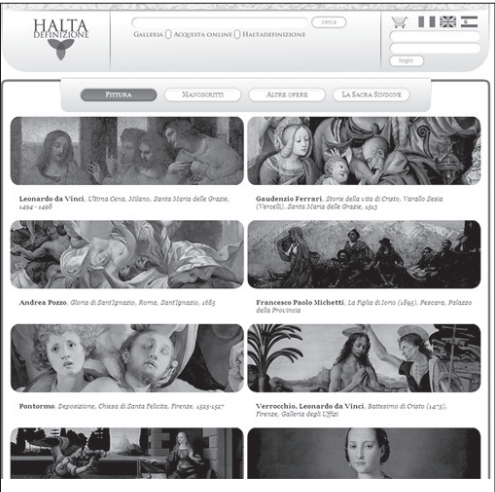 HALTA
DEFINIZIONE
cerca
GALLERIA ACQUISTA ONLINE HALTADEFINIZIONE
login
PITTURA
MANOSCRITTI
ALTRE OPERE
LA SACRA SINDONE
Leonardo da Vinci, Ultima Cena, Milano, Santa Maria delle Grazie,
1494 - 1498
Gaudenzio Ferrari, Storie della vita di Cristo, Varallo Sesia
(Vercelli), Santa Maria delle Grazie, 1513
Andrea Pozzo, Gloria di Sant'Ignazio, Roma, Sant'Ignazio, 1685
Francesco Paolo Michetti, La Figlia di Iorio (1895), Pescara, Palazzo
della Provincia
Pontormo, Deposizione, Chiesa di Santa Felicita, Firenze, 1525-1527
Verrocchio, Leonardo da Vinci, Battesimo di Cristo (1475),
Firenze, Galleria degli Uffizi